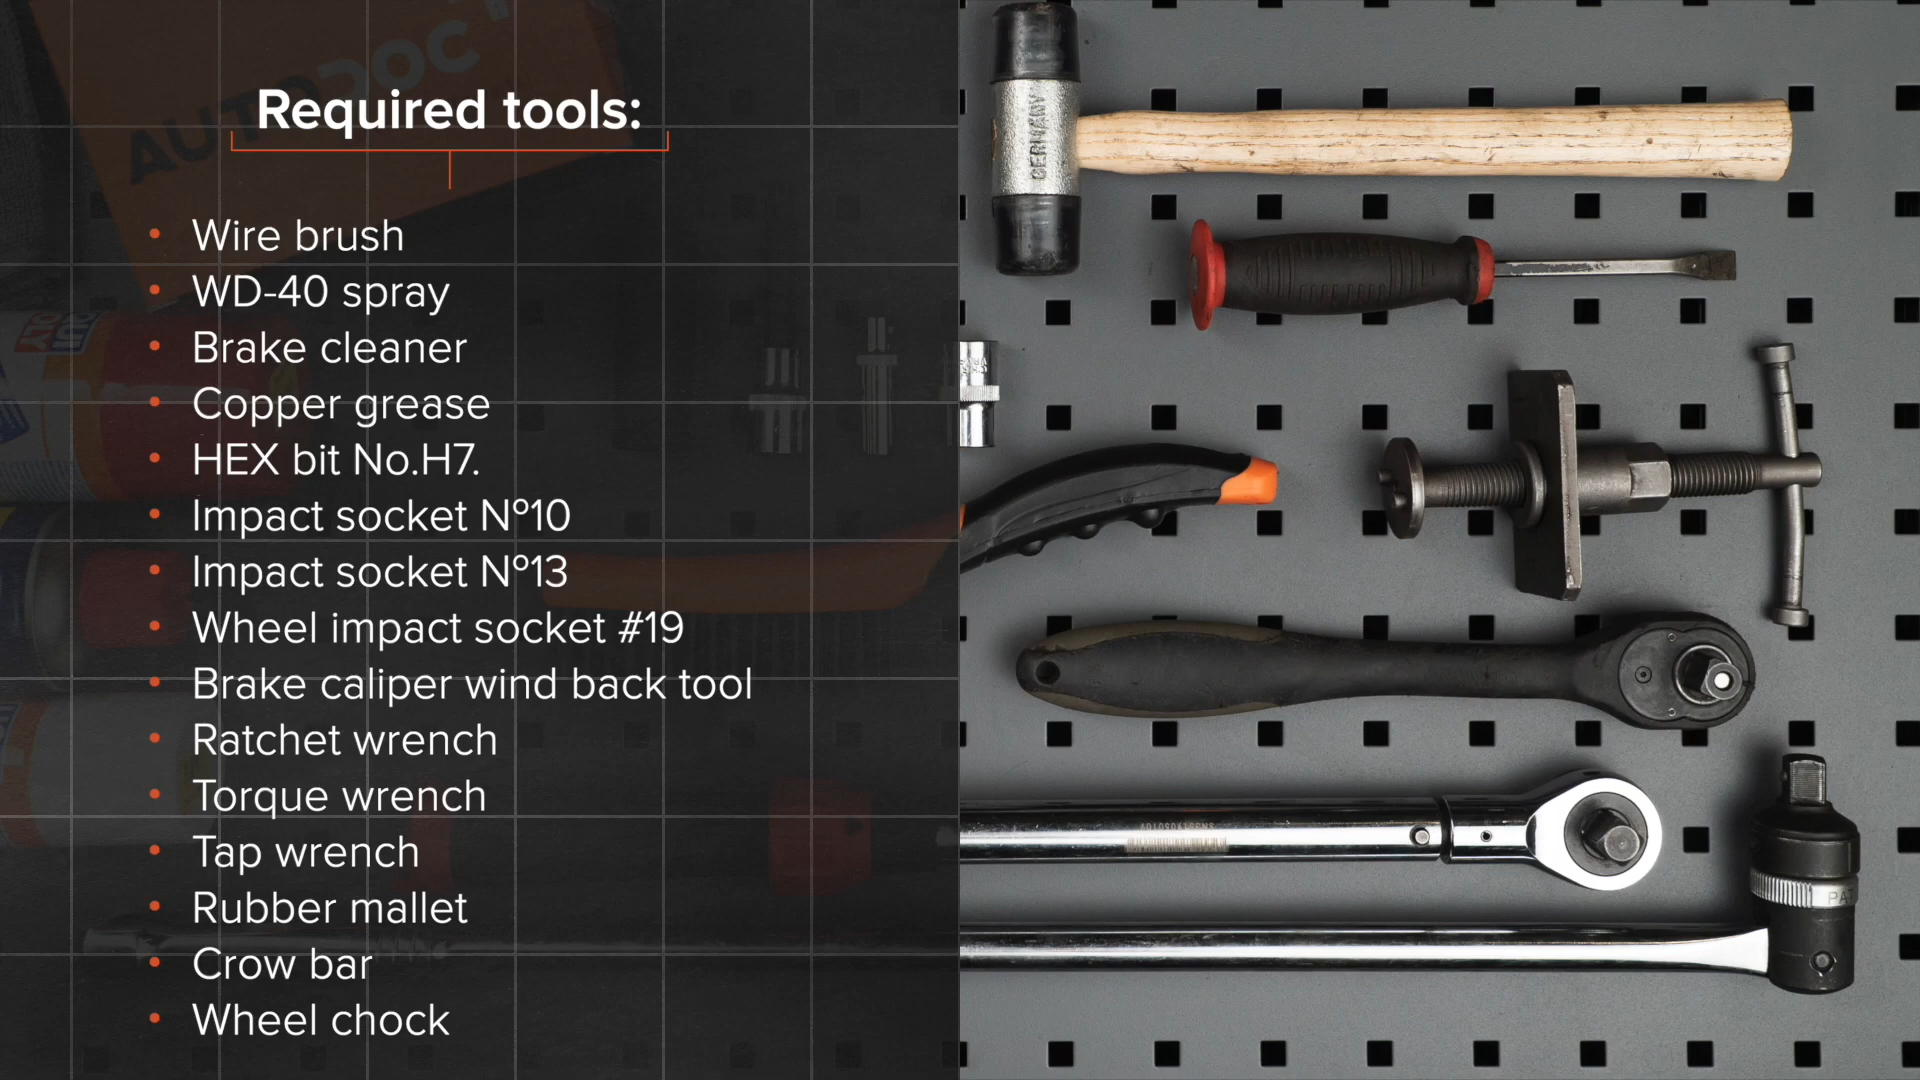 AUTODOC
Required tools:
Wire brush
WD-40 spray
Brake cleaner
Copper grease
HEX bit No.H7.
Impact socket Nº10
Impact socket Nº13
Wheel impact socket #19
Brake caliper wind back tool
Ratchet wrench
Torque wrench
Tap wrench
Rubber mallet
Crow bar
Wheel chock
GERMANY